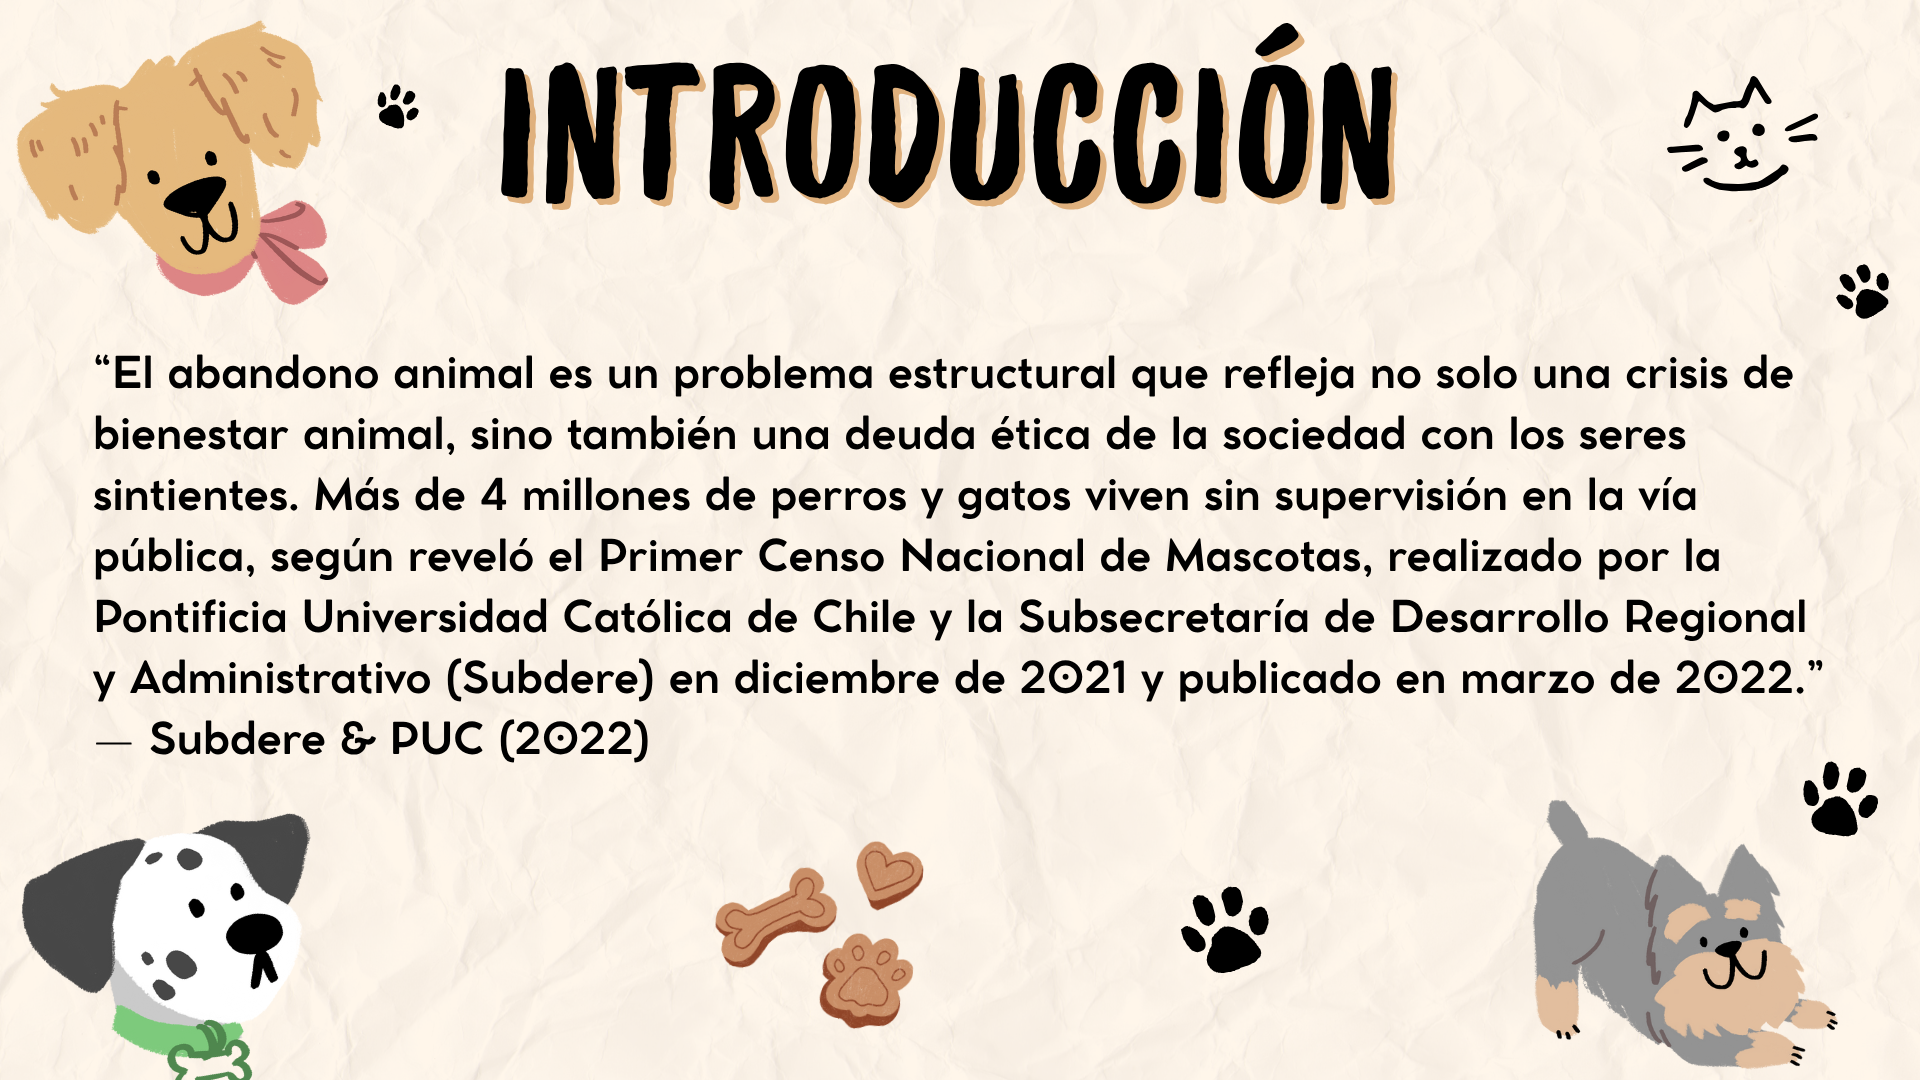 INTRODUCCIÓN
“El abandono animal es un problema estructural que refleja no solo una crisis de
bienestar animal, sino también una deuda ética de la sociedad con los seres
sintientes. Más de 4 millones de perros y gatos viven sin supervisión en la vía
pública, según reveló el Primer Censo Nacional de Mascotas, realizado por la
Pontificia Universidad Católica de Chile y la Subsecretaría de Desarrollo Regional
y Administrativo (Subdere) en diciembre de 2021 y publicado en marzo de 2022.”
— Subdere & PUC (2022)